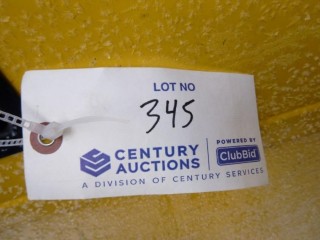 LOT NO
345
CENTURY
AUCTIONS
POWERED BY
ClubBid
A DIVISION OF CENTURY SERVICES